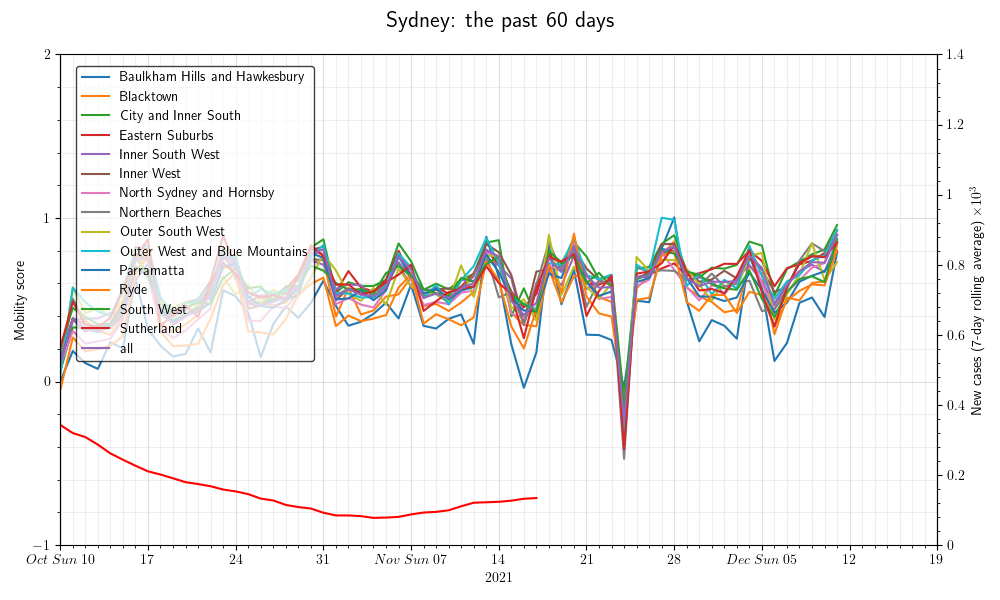 Sydney: the past 60 days
2
1
0
−1
Mobility score
Baulkham Hills and Hawkesbury
Blacktown
City and Inner South
Eastern Suburbs
Inner South West
Inner West
North Sydney and Hornsby
Northern Beaches
Outer South West
Outer West and Blue Mountains
Parramatta
Ryde
South West
Sutherland
all
1.4
1.2
1
0.8
0.6
0.4
0.2
0
New cases (7-day rolling average) ×10³
Oct Sun 10 17 24 31 Nov Sun 07 14 21 28 Dec Sun 05 12 19
2021